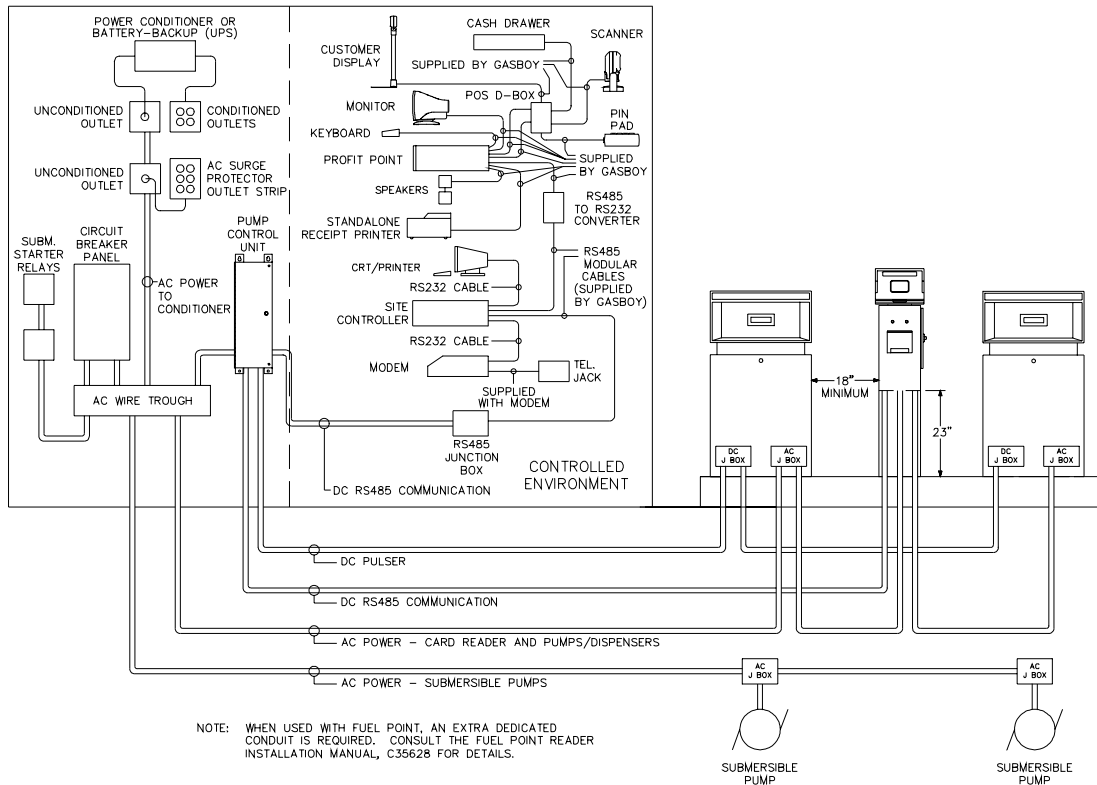 POWER CONDITIONER OR
BATTERY-BACKUP (UPS)
UNCONDITIONED
OUTLET
CONDITIONED
OUTLETS
UNCONDITIONED
OUTLET
AC SURGE
PROTECTOR
OUTLET STRIP
SUBM.
STARTER
RELAYS
CIRCUIT
BREAKER
PANEL
PUMP
CONTROL
UNIT
AC POWER
TO
CONDITIONER
AC WIRE TROUGH
CUSTOMER
DISPLAY
CASH DRAWER
SCANNER
SUPPLIED BY GASBOY
POS D-BOX
MONITOR
PIN
PAD
KEYBOARD
PROFIT POINT
SUPPLIED
BY GASBOY
SPEAKERS
RS485
TO RS232
CONVERTER
STANDALONE
RECEIPT PRINTER
CRT/PRINTER
RS485
MODULAR
CABLES
(SUPPLIED
BY GASBOY)
RS232 CABLE
SITE
CONTROLLER
RS232 CABLE
MODEM
TEL.
JACK
SUPPLIED
WITH MODEM
RS485
JUNCTION
BOX
CONTROLLED
ENVIRONMENT
DC RS485 COMMUNICATION
18"
MINIMUM
23"
DC
J BOX
AC
J BOX
DC
J BOX
AC
J BOX
DC PULSER
DC RS485 COMMUNICATION
AC POWER - CARD READER AND PUMPS/DISPENSERS
AC POWER - SUBMERSIBLE PUMPS
AC
J BOX
AC
J BOX
NOTE: WHEN USED WITH FUEL POINT, AN EXTRA DEDICATED
CONDUIT IS REQUIRED. CONSULT THE FUEL POINT READER
INSTALLATION MANUAL, C35628 FOR DETAILS.
SUBMERSIBLE
PUMP
SUBMERSIBLE
PUMP